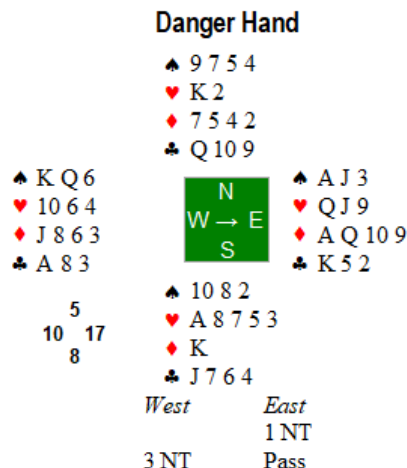 Danger Hand
♠ 9 7 5 4
♥ K 2
♦ 7 5 4 2
♣ Q 10 9
♠ K Q 6
♥ 10 6 4
♦ J 8 6 3
♣ A 8 3
N
W → E
S
♠ A J 3
♥ Q J 9
♦ A Q 10 9
♣ K 5 2
♠ 10 8 2
♥ A 8 7 5 3
♦ K
♣ J 7 6 4
5
10 17
8
West East
1 NT
3 NT Pass